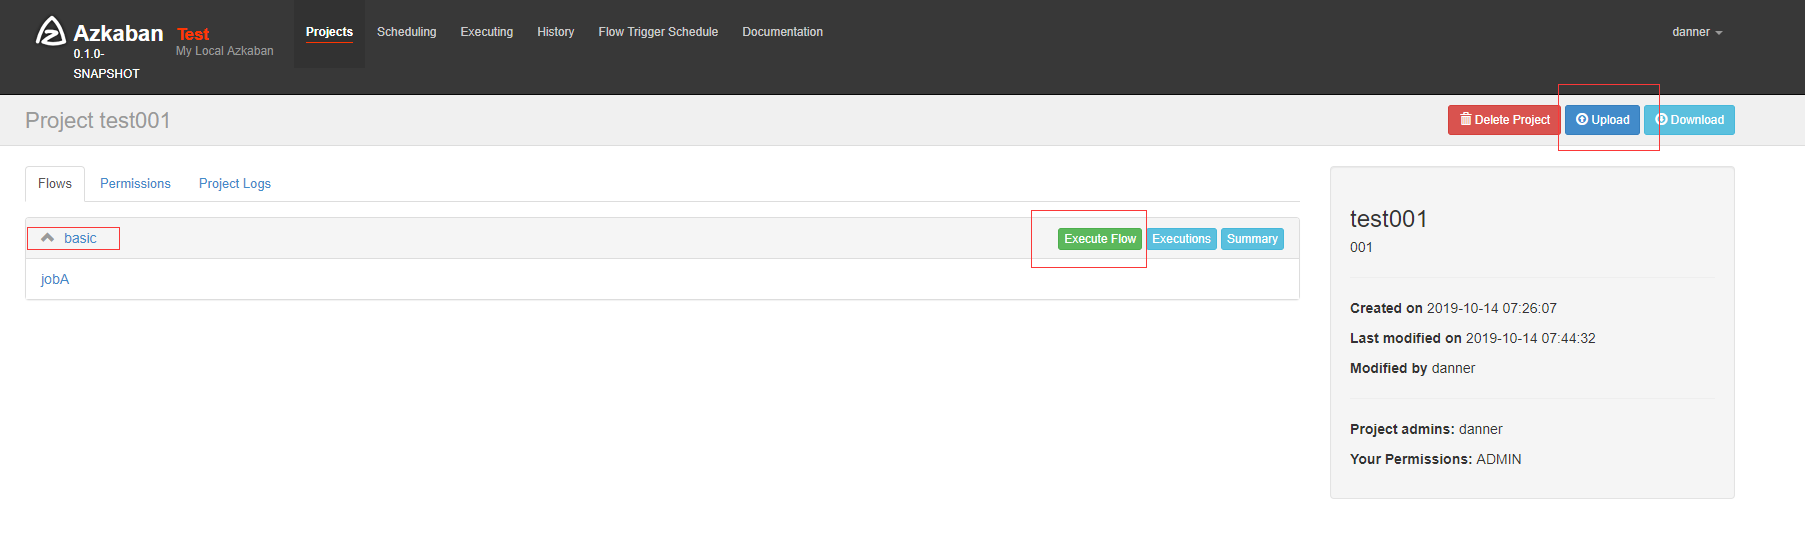 Azkaban Test
0.1.0-
SNAPSHOT
My Local Azkaban
Projects Scheduling Executing History Flow Trigger Schedule Documentation
danner
Project test001
Delete Project Upload Download
Flows Permissions Project Logs
basic
Execute Flow Executions Summary
jobA
test001
001
Created on 2019-10-14 07:26:07
Last modified on 2019-10-14 07:44:32
Modified by danner
Project admins: danner
Your Permissions: ADMIN